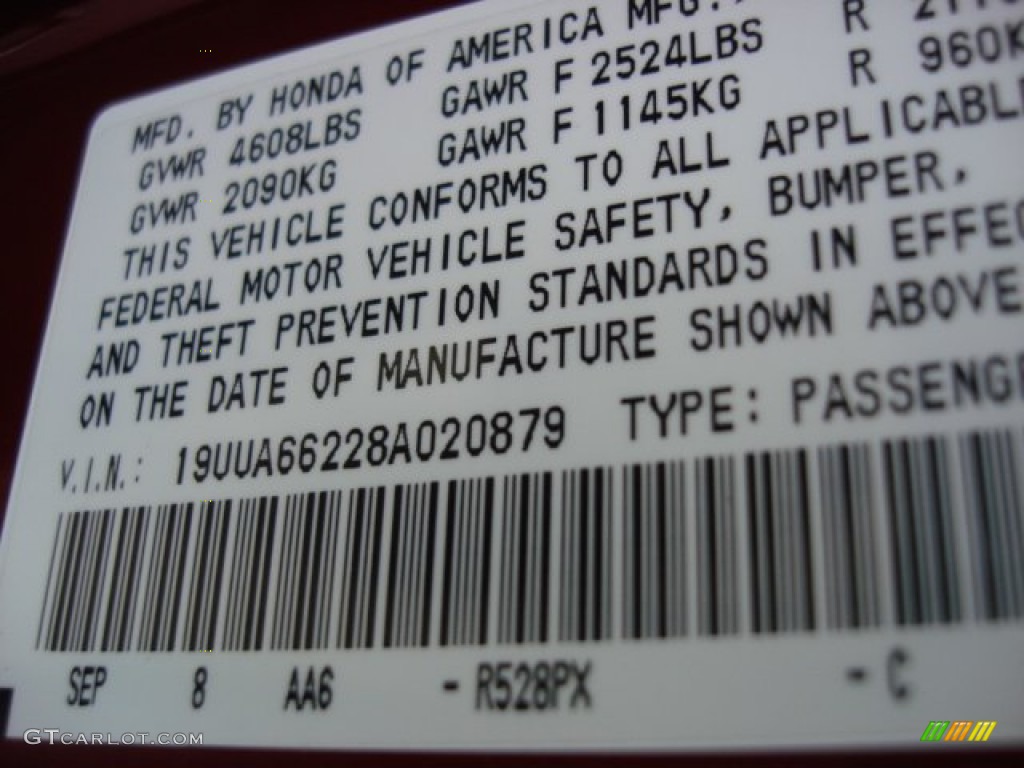 MFD. BY HONDA OF AMERICA MFG.
GVWR 4608LBS GAWR F 2524LBS R
GVWR 2090KG GAWR F 1145KG R 960K
THIS VEHICLE CONFORMS TO ALL APPLICABL
FEDERAL MOTOR VEHICLE SAFETY, BUMPER,
AND THEFT PREVENTION STANDARDS IN EFFEC
ON THE DATE OF MANUFACTURE SHOWN ABOVE
V.I.N.: 19UUA66228A020879 TYPE: PASSENG
SEP 8 AA6 - R528PX - C
GTCARLOT.COM